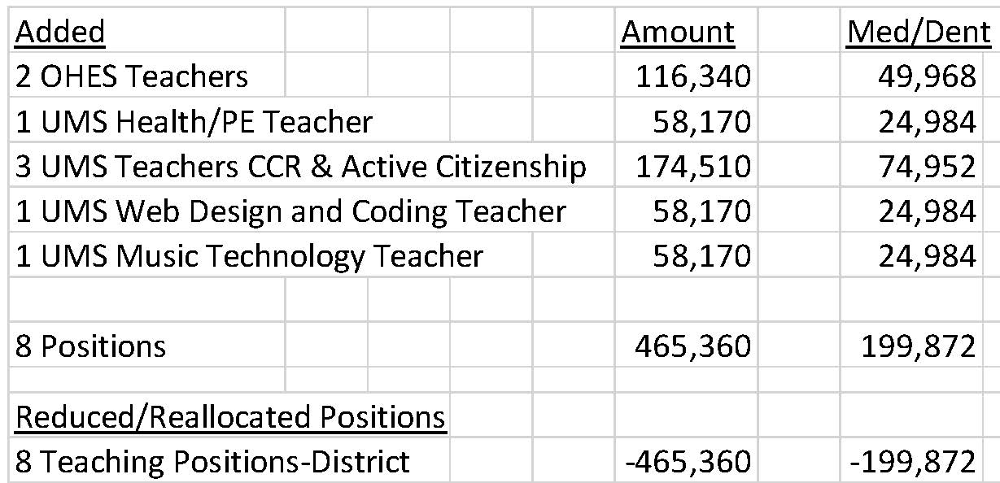 Added Amount Med/Dent
2 OHES Teachers 116,340 49,968
1 UMS Health/PE Teacher 58,170 24,984
3 UMS Teachers CCR & Active Citizenship 174,510 74,952
1 UMS Web Design and Coding Teacher 58,170 24,984
1 UMS Music Technology Teacher 58,170 24,984
8 Positions 465,360 199,872
Reduced/Reallocated Positions
8 Teaching Positions-District -465,360 -199,872